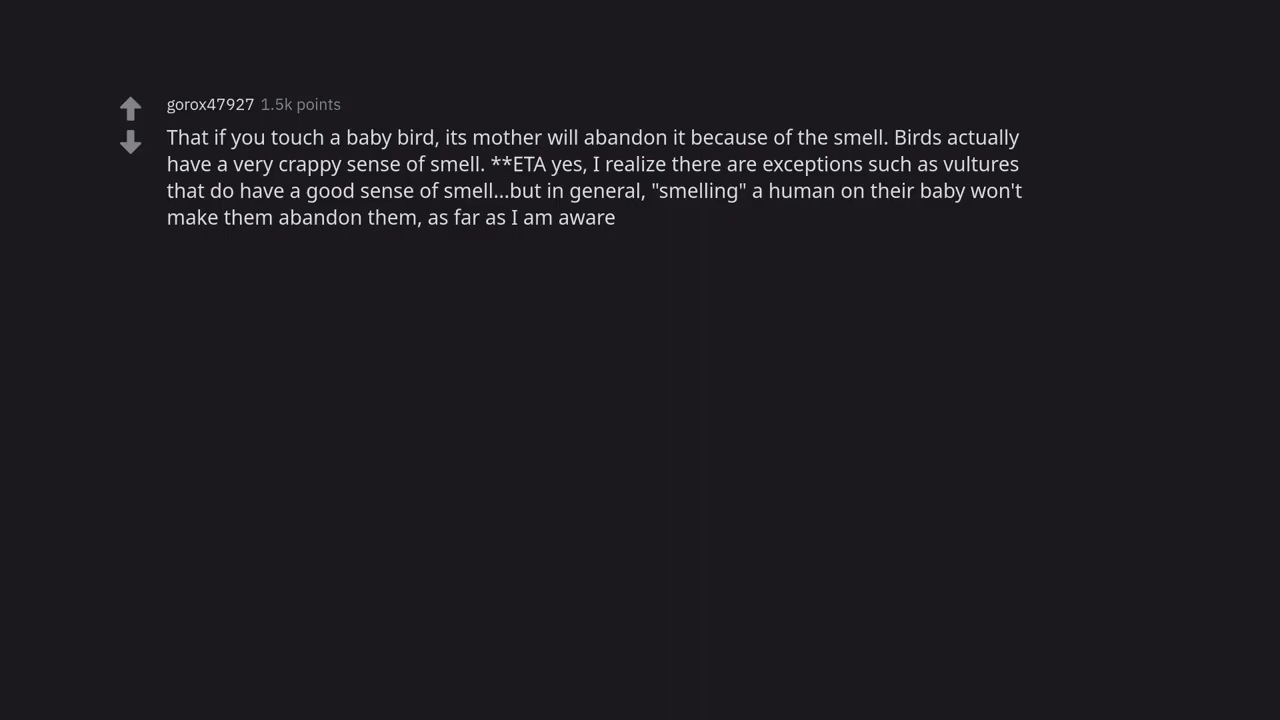 gorox47927 1.5k points
That if you touch a baby bird, its mother will abandon it because of the smell. Birds actually
have a very crappy sense of smell. **ETA yes, I realize there are exceptions such as vultures
that do have a good sense of smell...but in general, "smelling" a human on their baby won't
make them abandon them, as far as I am aware